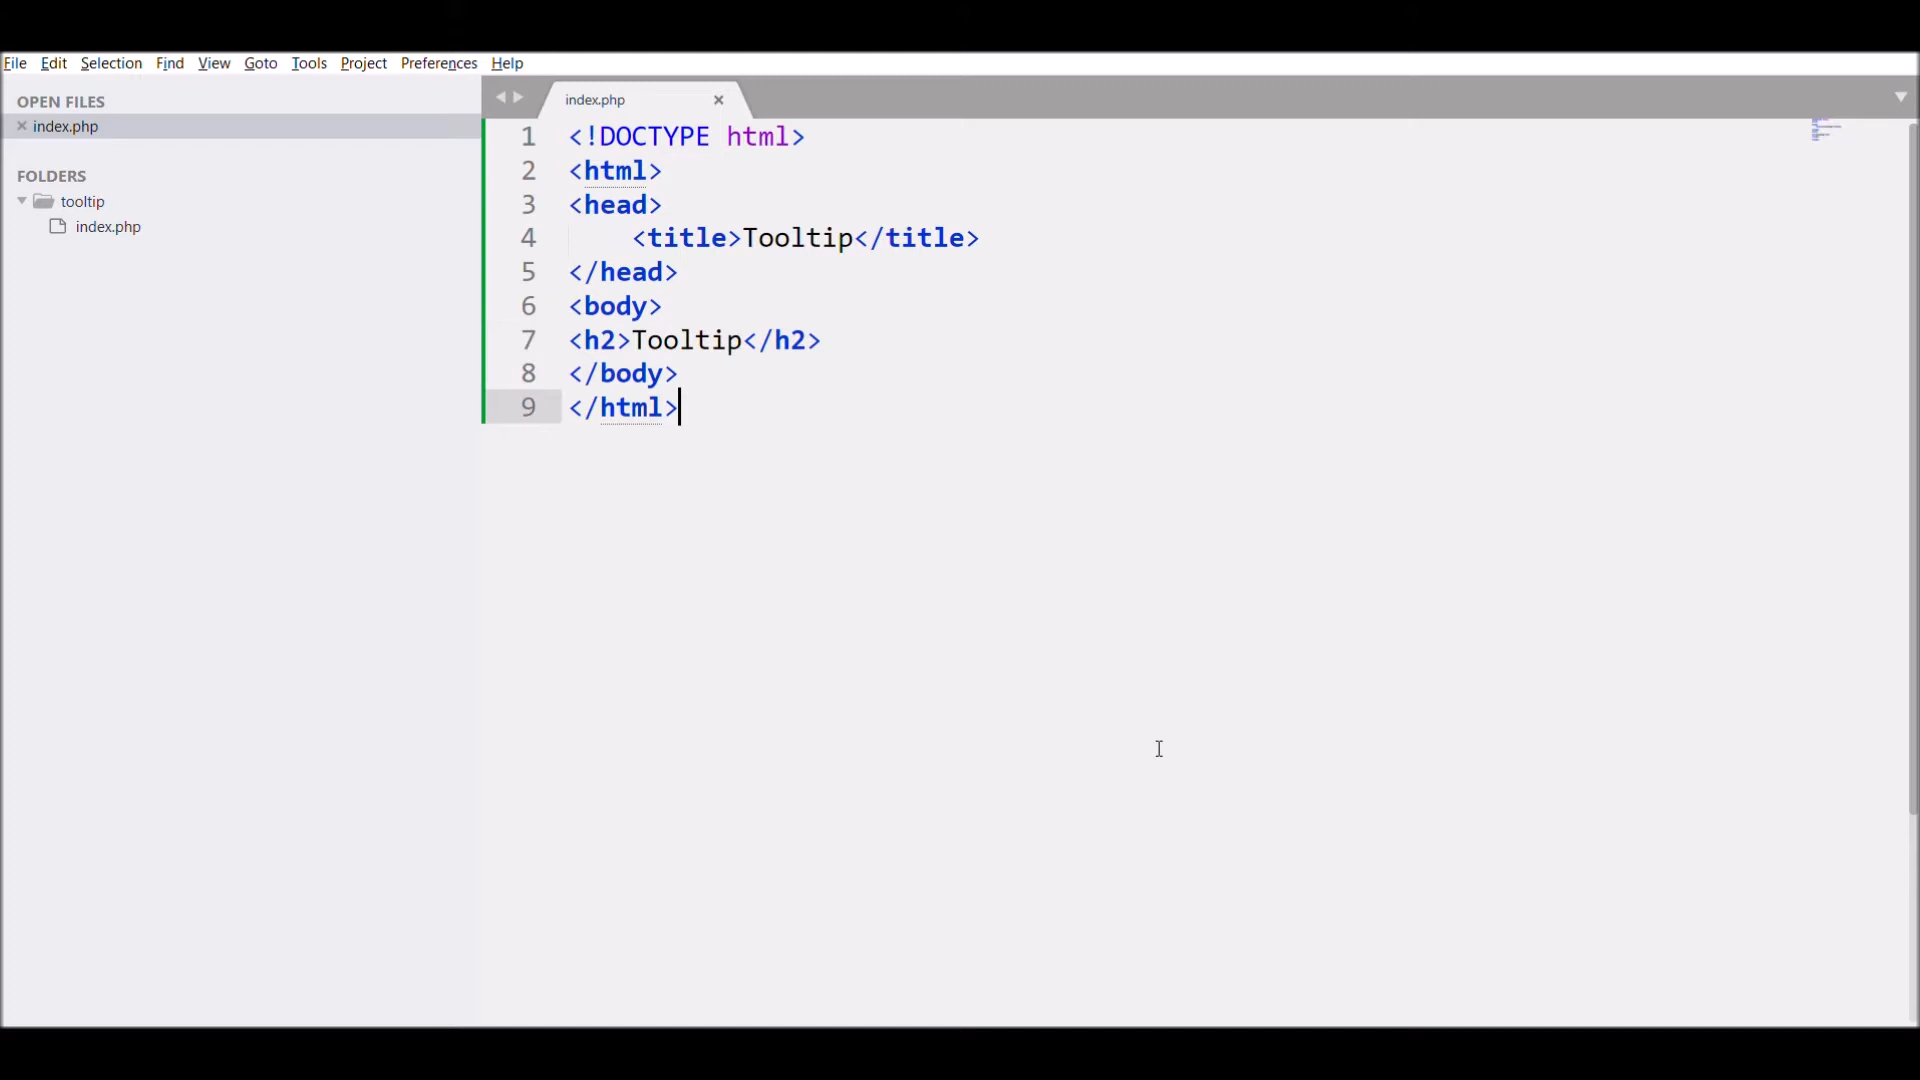 File Edit Selection Find View Goto Tools Project Preferences Help
OPEN FILES
index.php
FOLDERS
tooltip
index.php
index.php
1 <!DOCTYPE html>
2 <html>
3 <head>
4     <title>Tooltip</title>
5 </head>
6 <body>
7 <h2>Tooltip</h2>
8 </body>
9 </html>